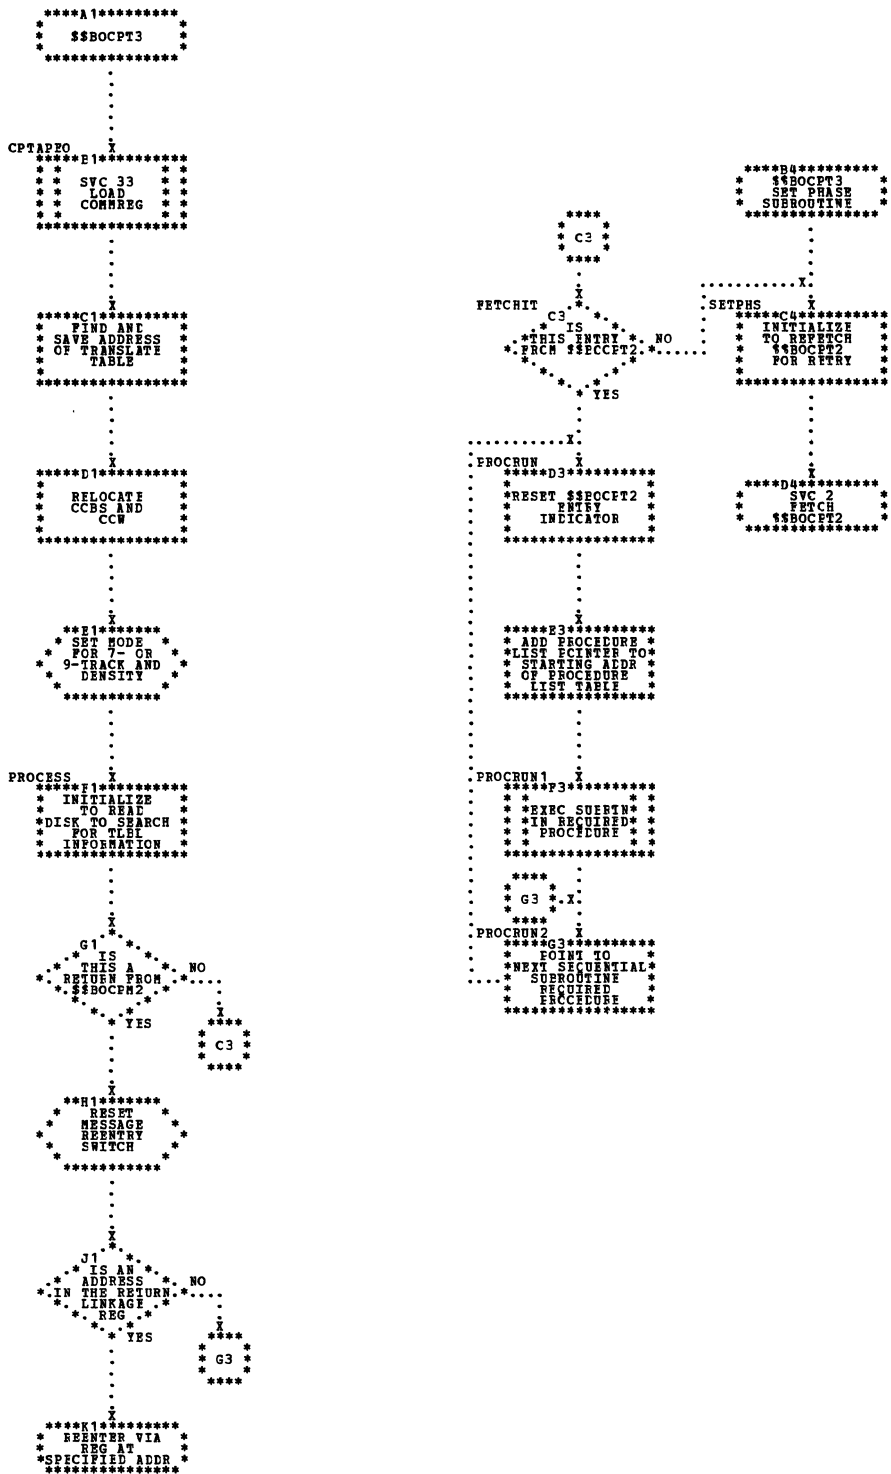 A1
$$BOCPT3
CPTAPEO
B1
SVC 33
LOAD
COMMREG
C1
FIND AND
SAVE ADDRESS
OF TRANSLATE
TABLE
D1
RELOCATE
CCBS AND
CCW
E1
SET MODE
FOR 7- OR
9-TRACK AND
DENSITY
PROCESS
F1
INITIALIZE
TO READ
DISK TO SEARCH
FOR TLBL
INFORMATION
G1
IS
THIS A
RETURN FROM
$$BOCPM2
NO
YES
C3
H1
RESET
MESSAGE
REENTRY
SWITCH
J1
IS AN
ADDRESS
IN THE RETURN
LINKAGE
REG
NO
YES
G3
K1
REENTER VIA
REG AT
SPECIFIED ADDR
C3
FETCHIT
C3
IS
THIS ENTRY
FROM $$BOCPT2
NO
YES
PROCRUN
D3
RESET $$BOCPT2
ENTRY
INDICATOR
E3
ADD PROCEDURE
LIST POINTER TO
STARTING ADDR
OF PROCEDURE
LIST TABLE
PROCRUN1
F3
EXEC SUBRTN
IN REQUIRED
PROCEDURE
G3
PROCRUN2
G3
POINT TO
NEXT SEQUENTIAL
SUBROUTINE
REQUIRED
PROCEDURE
B4
$$BOCPT3
SET PHASE
SUBROUTINE
SETPHS
C4
INITIALIZE
TO REFETCH
$$BOCPT2
FOR RETRY
D4
SVC 2
FETCH
$$BOCPT2